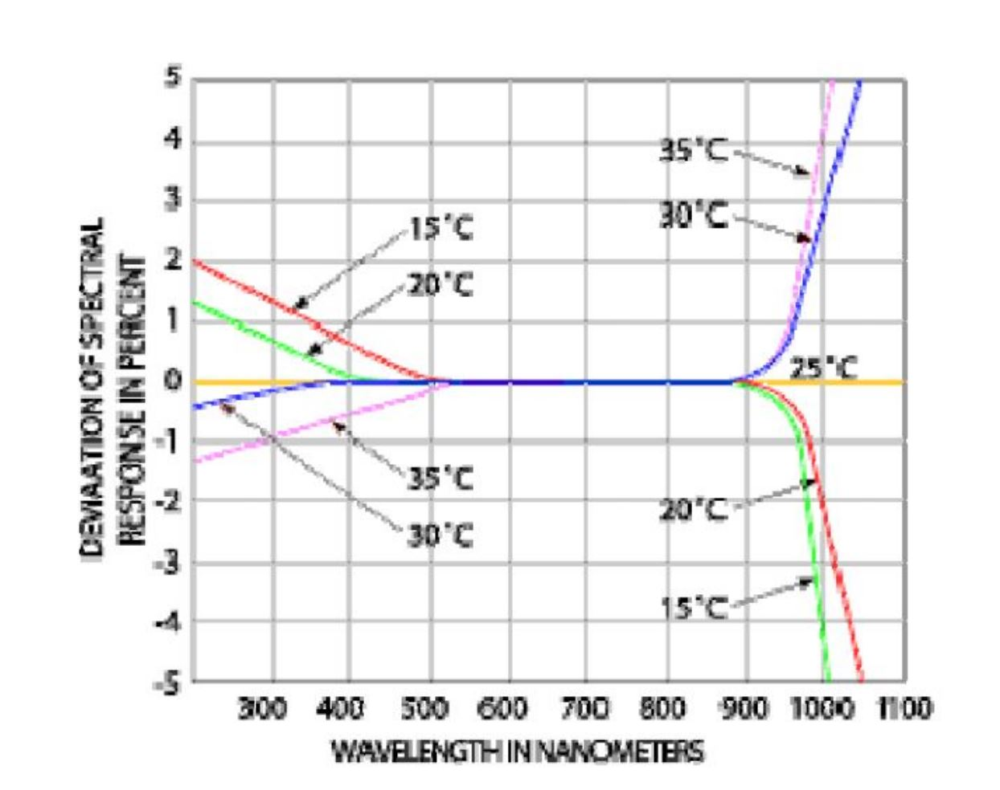 5
4
35°C
3
30°C
15°C
2
20°C
1
25°C
0
-1
35°C
-2
20°C
30°C
-3
15°C
-4
-5
DEVIAATION OF SPECTRAL
RESPONSE IN PERCENT
300 400 500 600 700 800 900 1000 1100
WAVELENGTH IN NANOMETERS